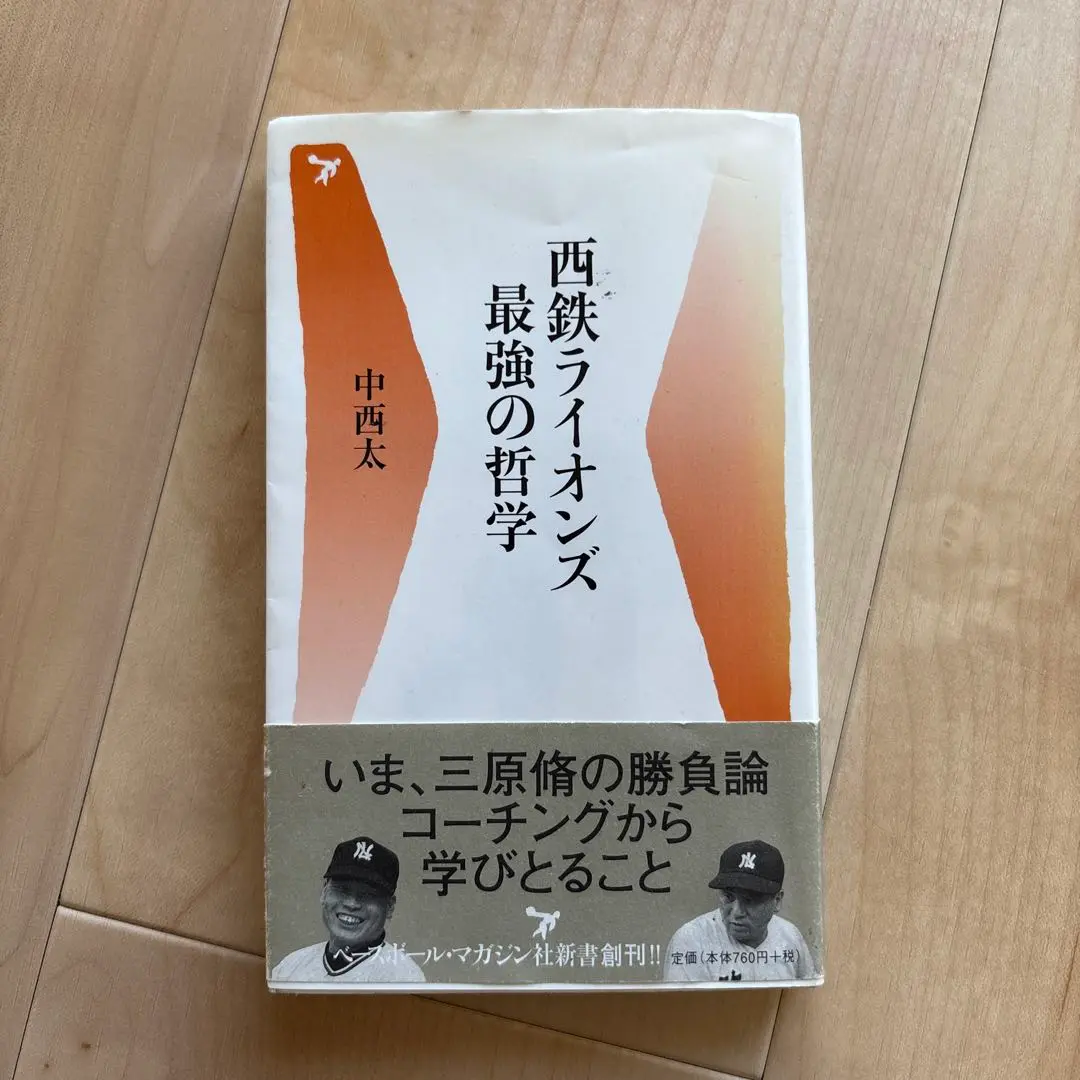 西鉄ライオンズ
最強の哲学
中西太
いま、三原脩の勝負論
コーチングから
学びとること
ベースボール・マガジン社新書創刊!!
定価(本体760円+税)